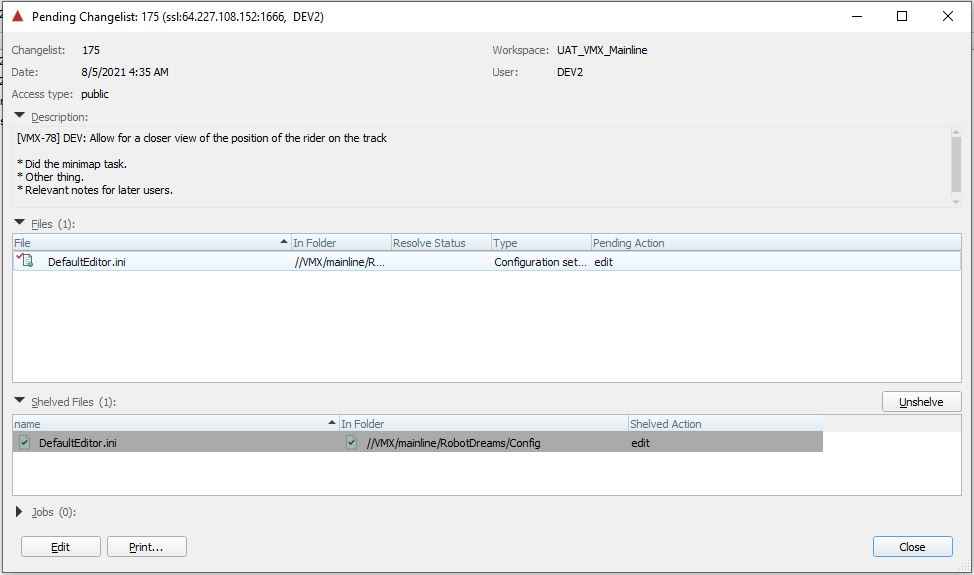 Pending Changelist: 175 (ssl:64.227.108.152:1666, DEV2)
Changelist: 175 Workspace: UAT_VMX_Mainline
Date: 8/5/2021 4:35 AM User: DEV2
Access type: public
Description:
[VMX-78] DEV: Allow for a closer view of the position of the rider on the track
* Did the minimap task.
* Other thing.
* Relevant notes for later users.
Files (1):
File In Folder Resolve Status Type Pending Action
DefaultEditor.ini //VMX/mainline/R... Configuration set... edit
Shelved Files (1): Unshelve
name In Folder Shelved Action
DefaultEditor.ini //VMX/mainline/RobotDreams/Config edit
Jobs (0):
Edit Print... Close